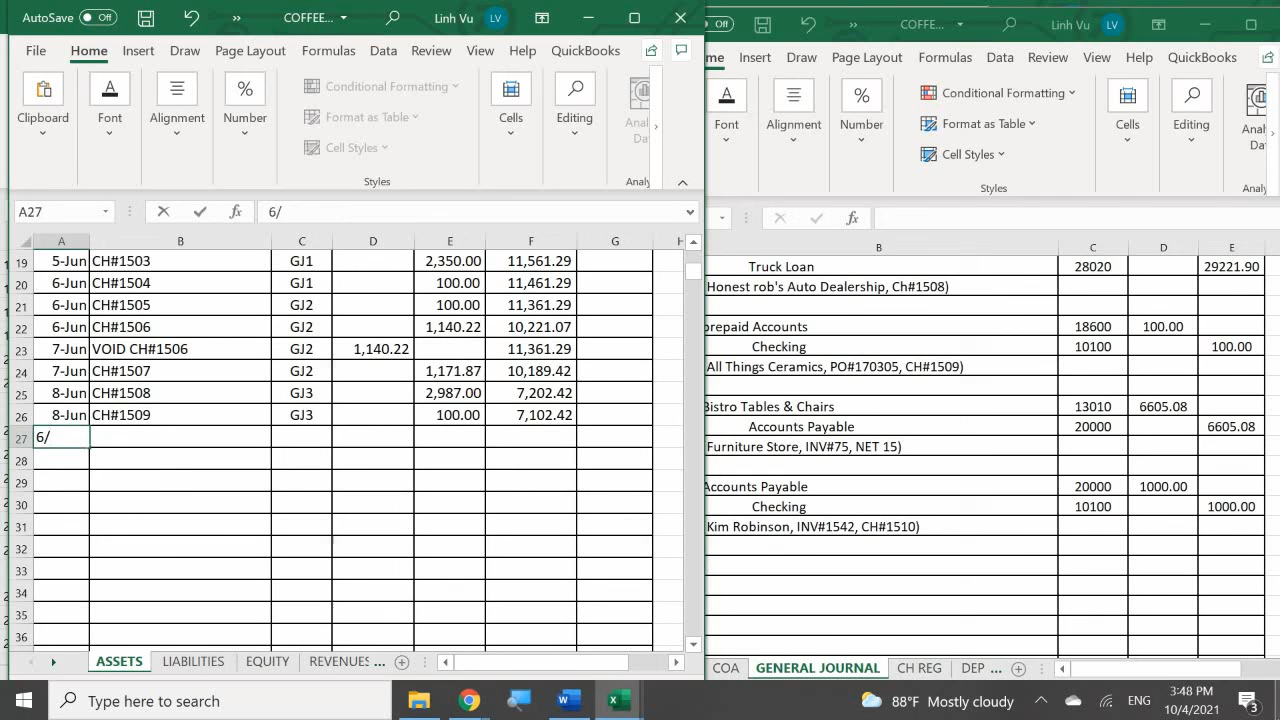 AutoSave Off COFFEE... Linh Vu LV
File Home Insert Draw Page Layout Formulas Data Review View Help QuickBooks
Clipboard Font Alignment Number Conditional Formatting Format as Table Cell Styles Styles Cells Editing
A27 fx 6/
A B C D E F G H
19 5-Jun CH#1503 GJ1 2,350.00 11,561.29
20 6-Jun CH#1504 GJ1 100.00 11,461.29
21 6-Jun CH#1505 GJ2 100.00 11,361.29
22 6-Jun CH#1506 GJ2 1,140.22 10,221.07
23 7-Jun VOID CH#1506 GJ2 1,140.22 11,361.29
24 7-Jun CH#1507 GJ2 1,171.87 10,189.42
25 8-Jun CH#1508 GJ3 2,987.00 7,202.42
26 8-Jun CH#1509 GJ3 100.00 7,102.42
27 6/
28
29
30
31
32
33
34
35
36
ASSETS LIABILITIES EQUITY REVENUES ...
Off COFFE... Linh Vu LV
me Insert Draw Page Layout Formulas Data Review View Help QuickBooks
Font Alignment Number Conditional Formatting Format as Table Cell Styles Styles Cells Editing
fx
B C D E
Truck Loan 28020 29221.90
Honest rob's Auto Dealership, Ch#1508)
prepaid Accounts 18600 100.00
Checking 10100 100.00
All Things Ceramics, PO#170305, CH#1509)
Bistro Tables & Chairs 13010 6605.08
Accounts Payable 20000 6605.08
Furniture Store, INV#75, NET 15)
Accounts Payable 20000 1000.00
Checking 10100 1000.00
Kim Robinson, INV#1542, CH#1510)
COA GENERAL JOURNAL CH REG DEP ...
Type here to search 88°F Mostly cloudy ENG 3:48 PM
10/4/2021 3